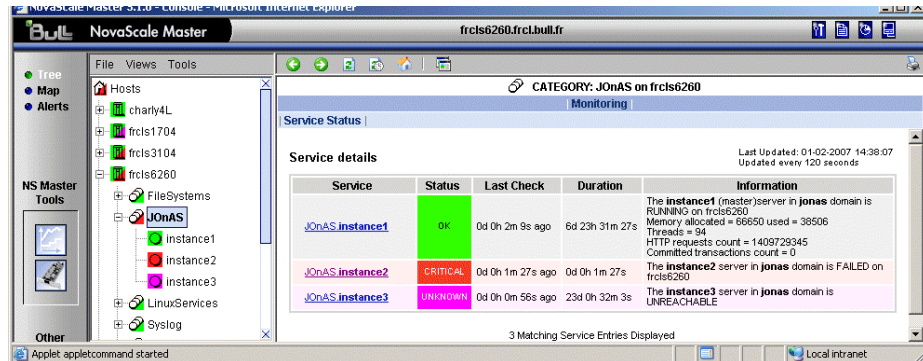 NovaScale Master 5.1.0 - Console - Microsoft Internet Explorer
Bull NovaScale Master frcls6260.frcl.bull.fr
File Views Tools
Tree
Map
Alerts
NS Master
Tools
Other
Hosts
charly4L
frcls1704
frcls3104
frcls6260
FileSystems
JOnAS
instance1
instance2
instance3
LinuxServices
Syslog
CATEGORY: JOnAS on frcls6260
Monitoring |
Service Status |
Service details
Last Updated: 01-02-2007 14:38:07
Updated every 120 seconds
Service Status Last Check Duration Information
JOnAS.instance1 OK 0d 0h 2m 9s ago 6d 23h 31m 27s
The instance1 (master)server in jonas domain is
RUNNING on frcls6260
Memory allocated = 66650 used = 38506
Threads = 94
HTTP requests count = 1409729345
Committed transactions count = 0
JOnAS.instance2 CRITICAL 0d 0h 1m 27s ago 0d 0h 1m 27s
The instance2 server in jonas domain is FAILED on
frcls6260
JOnAS.instance3 UNKNOWN 0d 0h 0m 56s ago 23d 0h 32m 3s
The instance3 server in jonas domain is
UNREACHABLE
3 Matching Service Entries Displayed
Applet appletcommand started
Local intranet